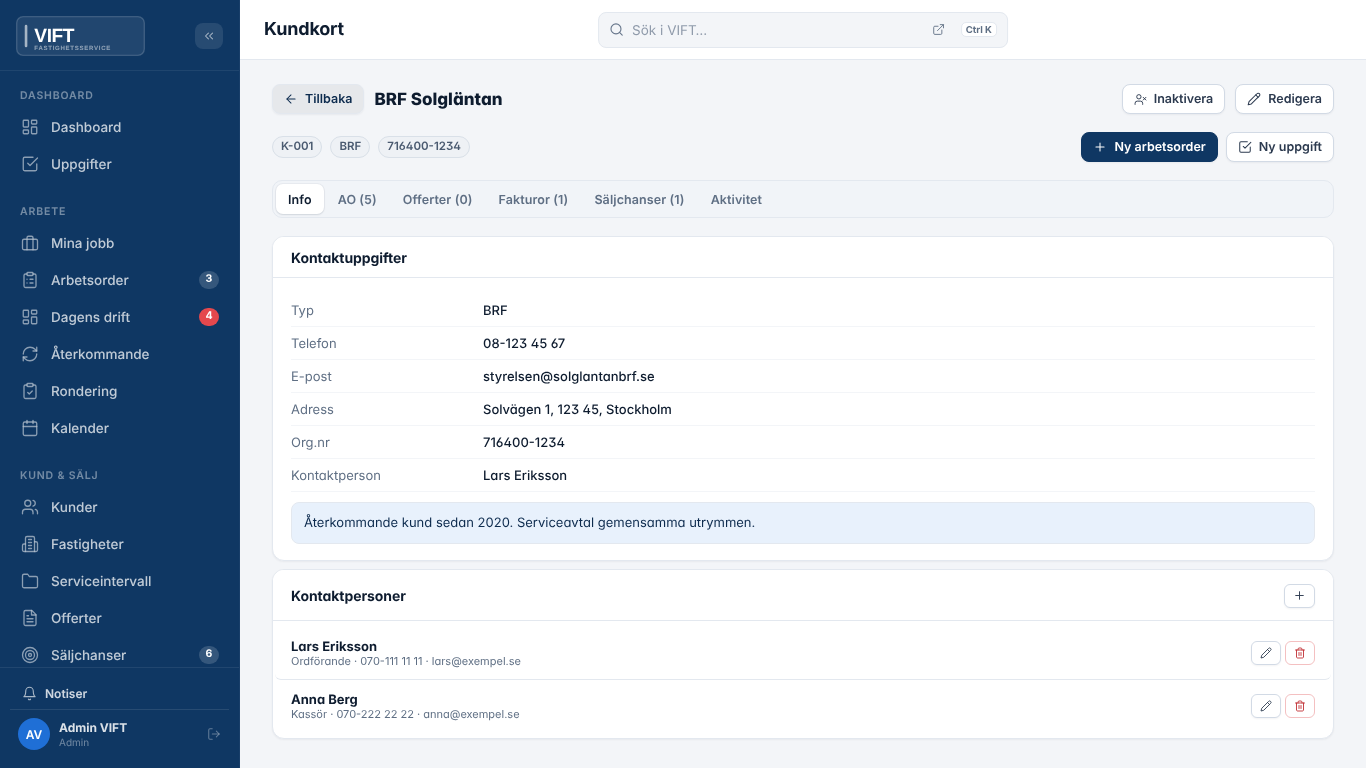 VIFT
FASTIGHETSSERVICE
DASHBOARD
Dashboard
Uppgifter
ARBETE
Mina jobb
Arbetsorder 3
Dagens drift 4
Återkommande
Rondering
Kalender
KUND & SÄLJ
Kunder
Fastigheter
Serviceintervall
Offerter
Säljchanser 6
Notiser
AV Admin VIFT
Admin
Kundkort
Sök i VIFT... Ctrl K
Tillbaka BRF Solgläntan
Inaktivera Redigera
K-001 BRF 716400-1234
Ny arbetsorder Ny uppgift
Info AO (5) Offerter (0) Fakturor (1) Säljchanser (1) Aktivitet
Kontaktuppgifter
Typ BRF
Telefon 08-123 45 67
E-post styrelsen@solglantanbrf.se
Adress Solvägen 1, 123 45, Stockholm
Org.nr 716400-1234
Kontaktperson Lars Eriksson
Återkommande kund sedan 2020. Serviceavtal gemensamma utrymmen.
Kontaktpersoner
Lars Eriksson
Ordförande · 070-111 11 11 · lars@exempel.se
Anna Berg
Kassör · 070-222 22 22 · anna@exempel.se